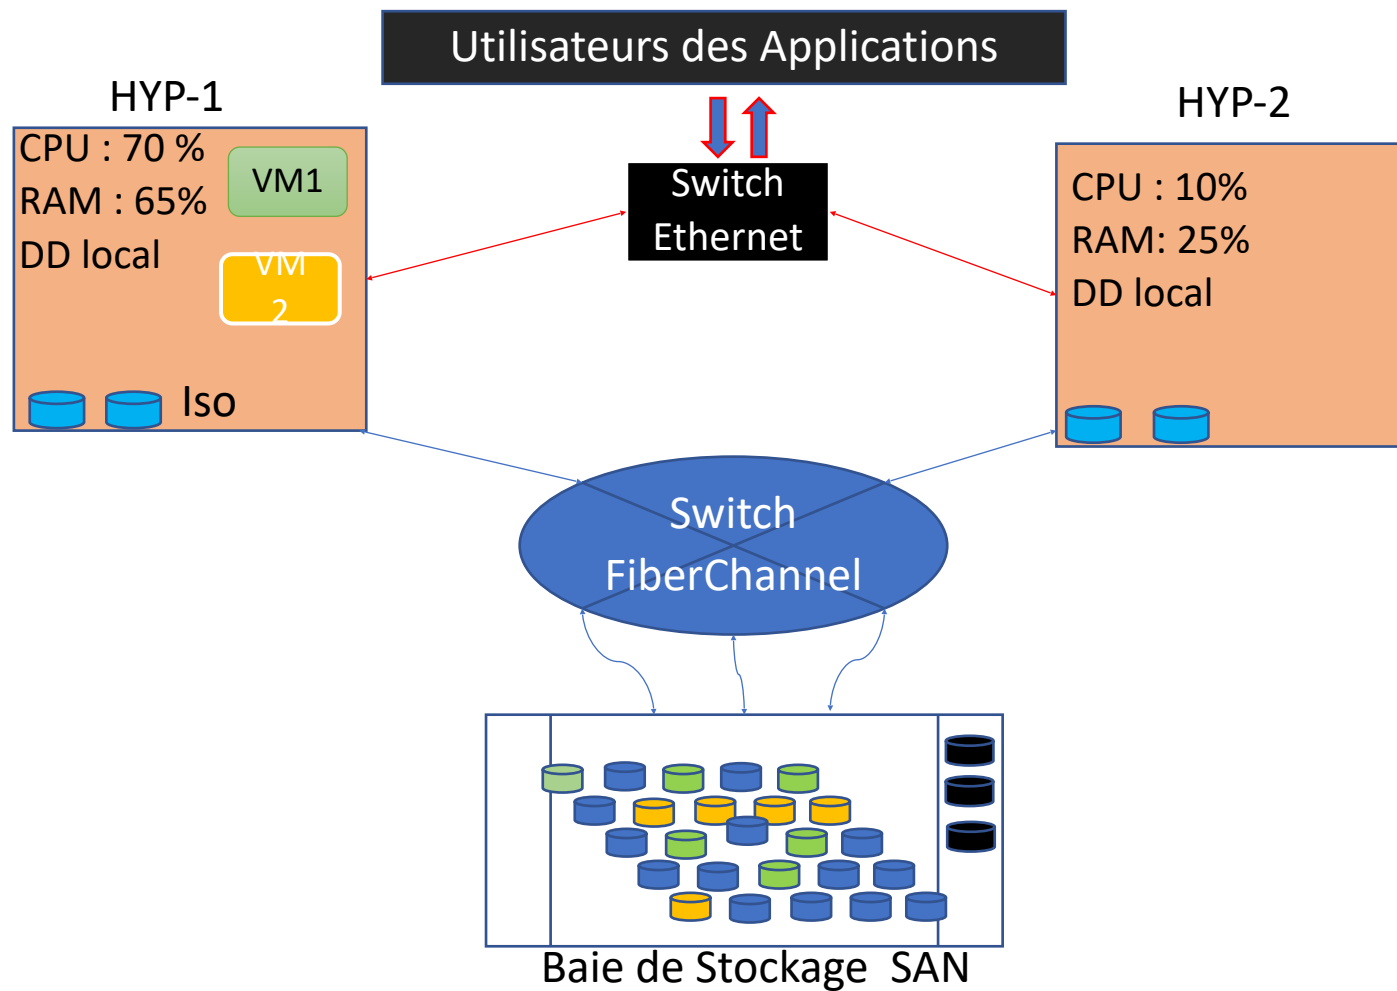 Utilisateurs des Applications
HYP-1
HYP-2
CPU : 70 %
RAM : 65%
DD local
VM1
VM
2
Iso
Switch
Ethernet
CPU : 10%
RAM: 25%
DD local
Switch
FiberChannel
Baie de Stockage SAN